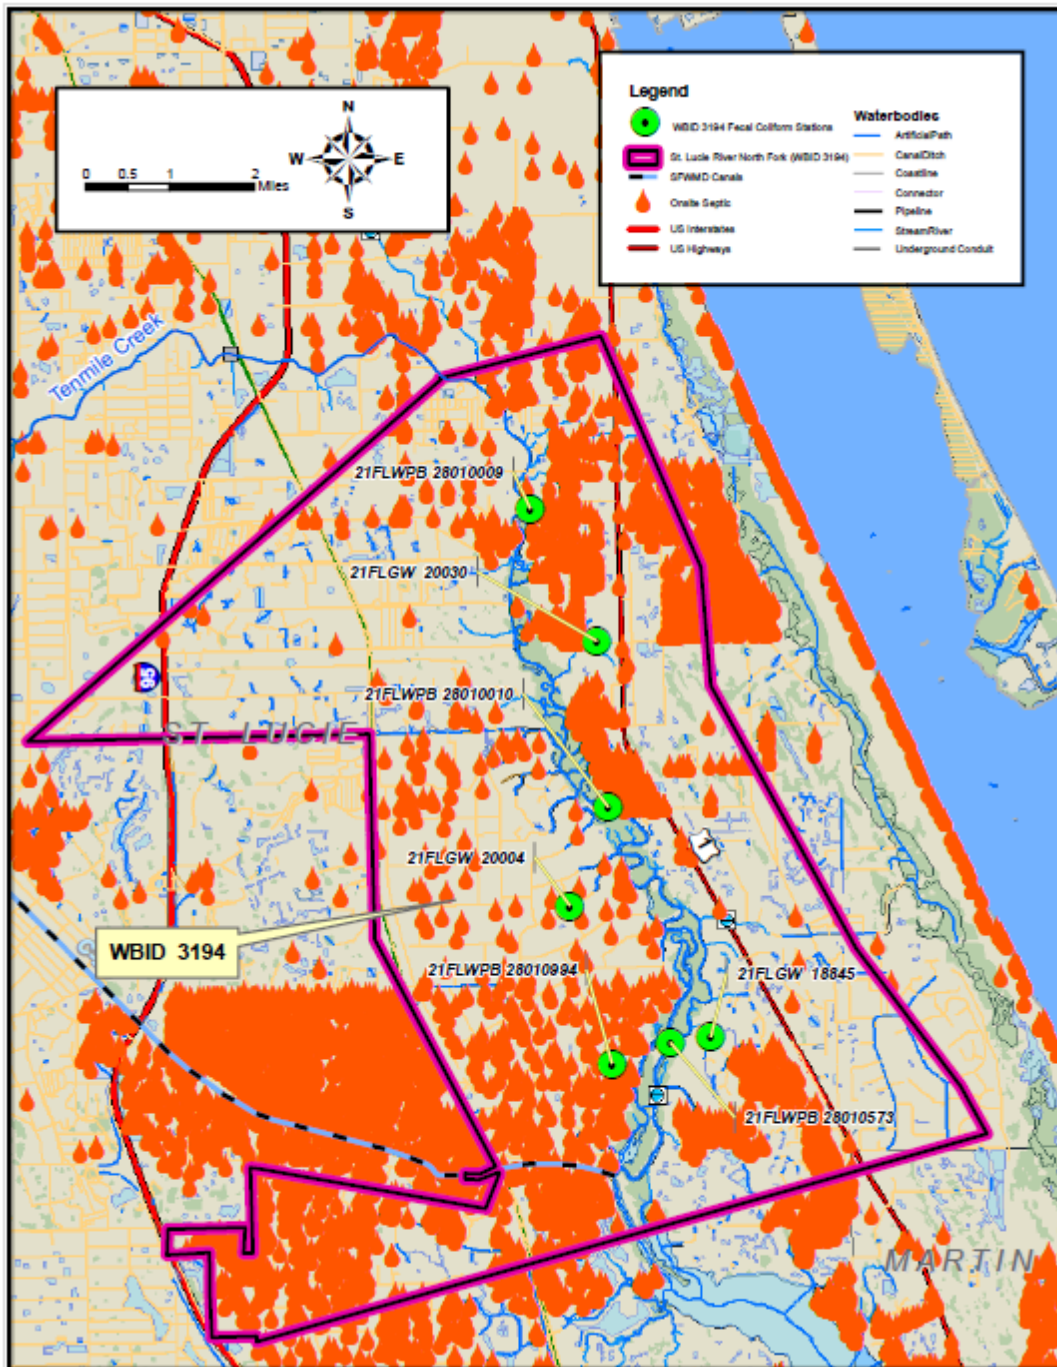 N
W E
S
0 0.5 1 2
Miles
Legend
WBID 3194 Fecal Coliform Stations
St. Lucie River North Fork (WBID 3194)
SFWMD Canals
Onsite Septic
US Interstates
US Highways
Waterbodies
ArtificialPath
CanalDitch
Coastline
Connector
Pipeline
StreamRiver
Underground Conduit
Tenmile Creek
21FLWPB 28010009
21FLGW 20030
95
21FLWPB 28010010
ST. LUCIE
1
21FLGW 20004
WBID 3194
21FLWPB 28010994
21FLGW 18845
21FLWPB 28010573
MARTIN